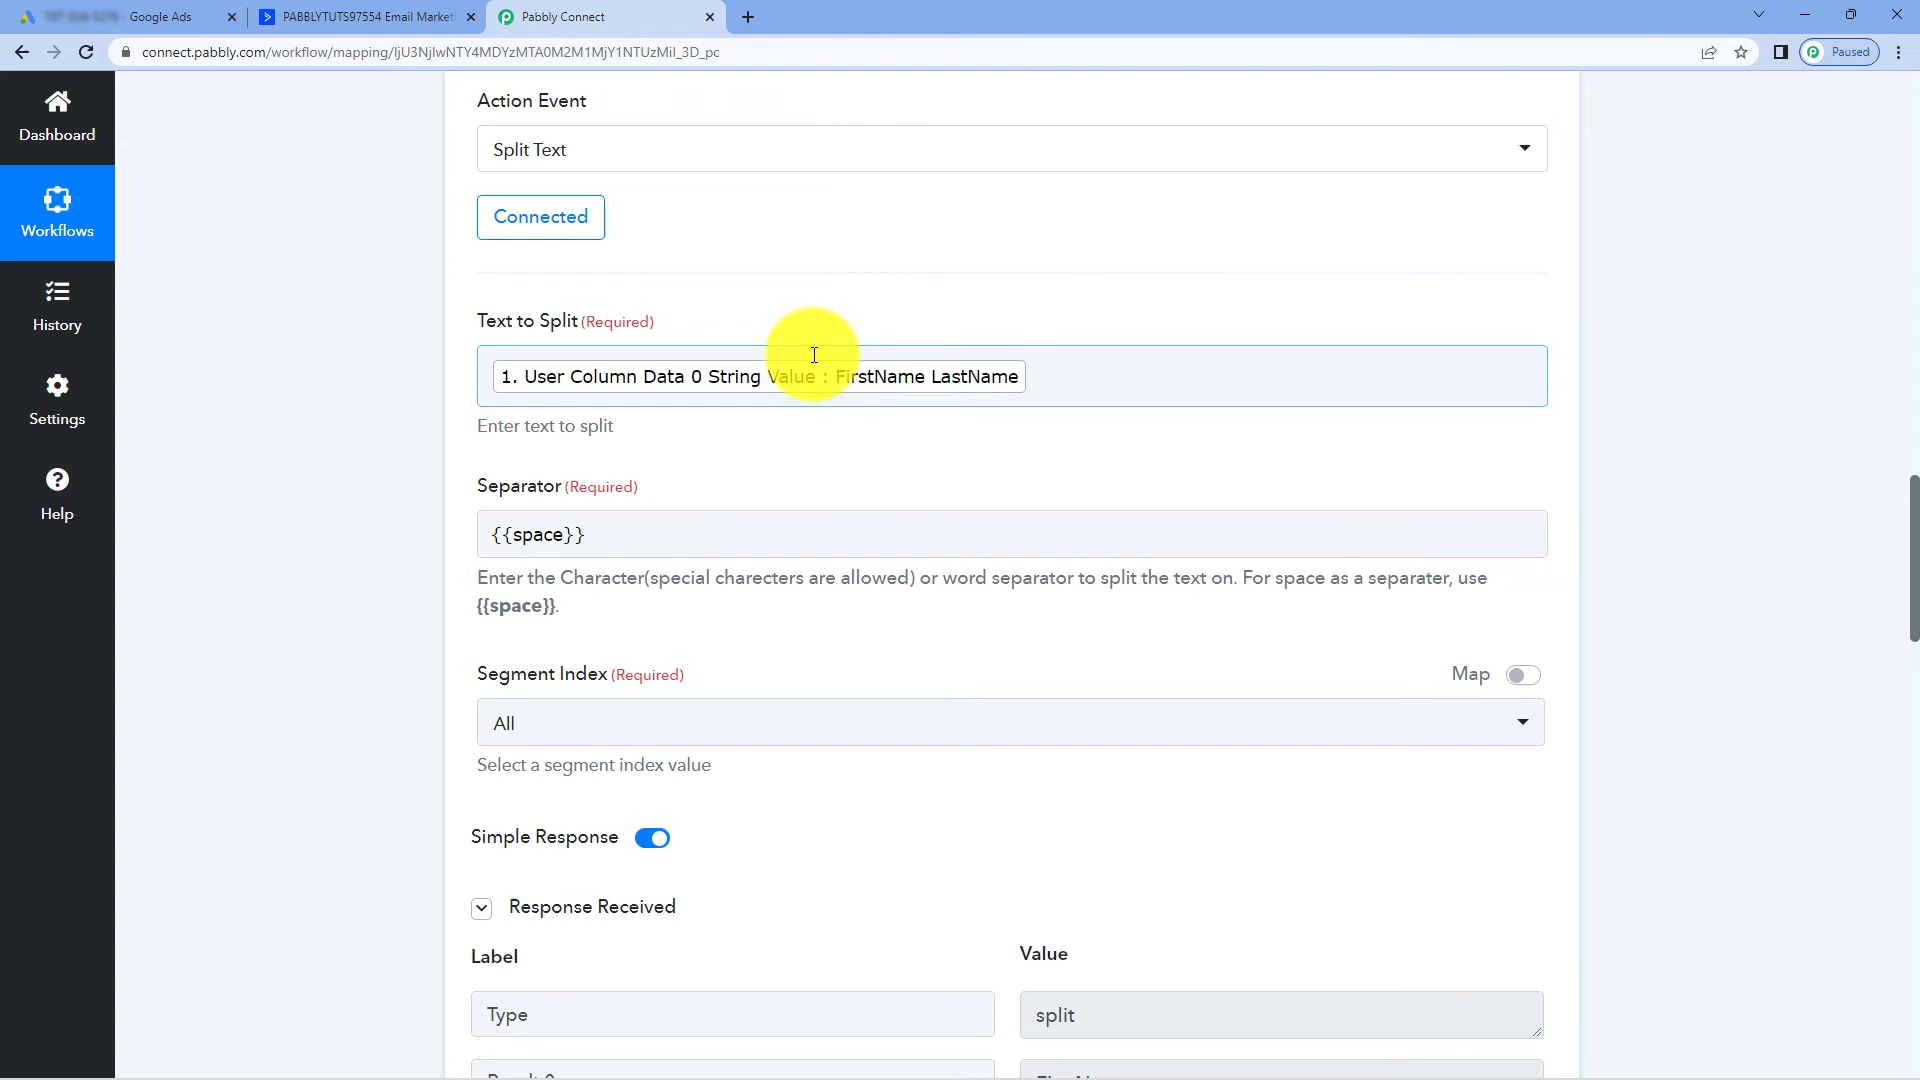 Google Ads
PABBLYTUTS97554 Email Marketi
Pabbly Connect
connect.pabbly.com/workflow/mapping/
Paused
Dashboard
Workflows
History
Settings
Help
Action Event
Split Text
Connected
Text to Split (Required)
1. User Column Data 0 String Value : FirstName LastName
Enter text to split
Separator (Required)
{{space}}
Enter the Character(special charecters are allowed) or word separator to split the text on. For space as a separater, use
{{space}}.
Segment Index (Required)
Map
All
Select a segment index value
Simple Response
Response Received
Label
Value
Type
split